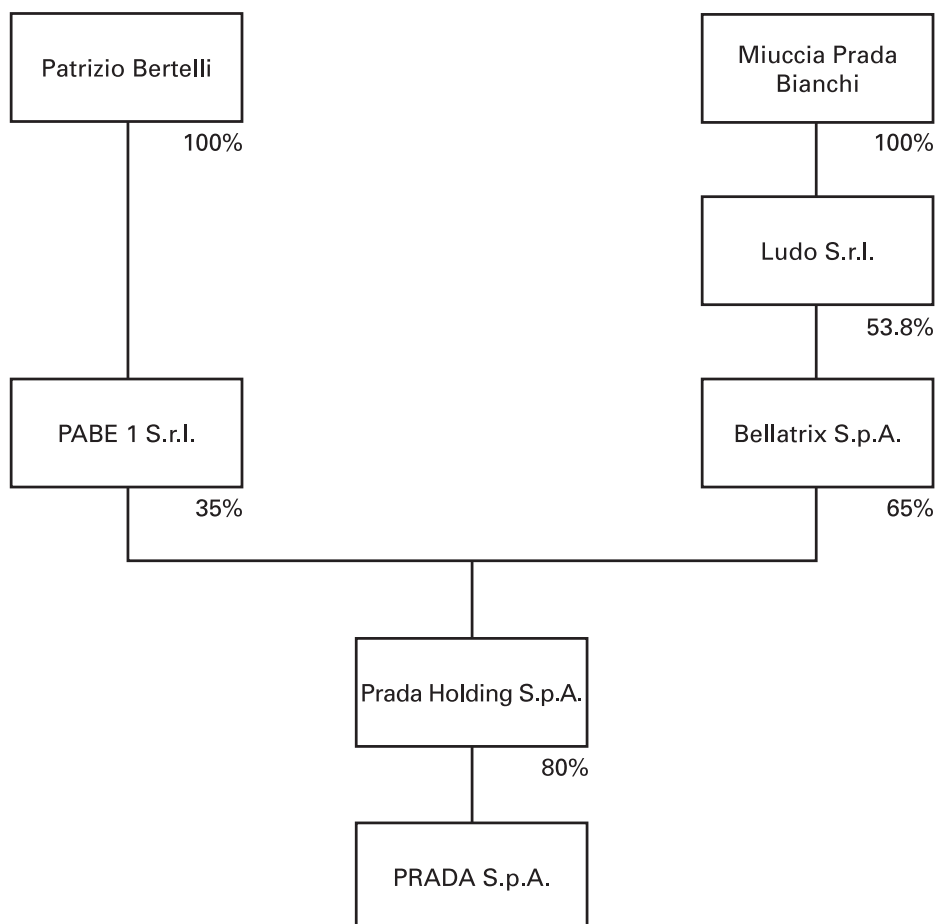 Patrizio Bertelli
Miuccia Prada
Bianchi
100%
100%
Ludo S.r.l.
53.8%
PABE 1 S.r.l.
Bellatrix S.p.A.
35%
65%
Prada Holding S.p.A.
80%
PRADA S.p.A.